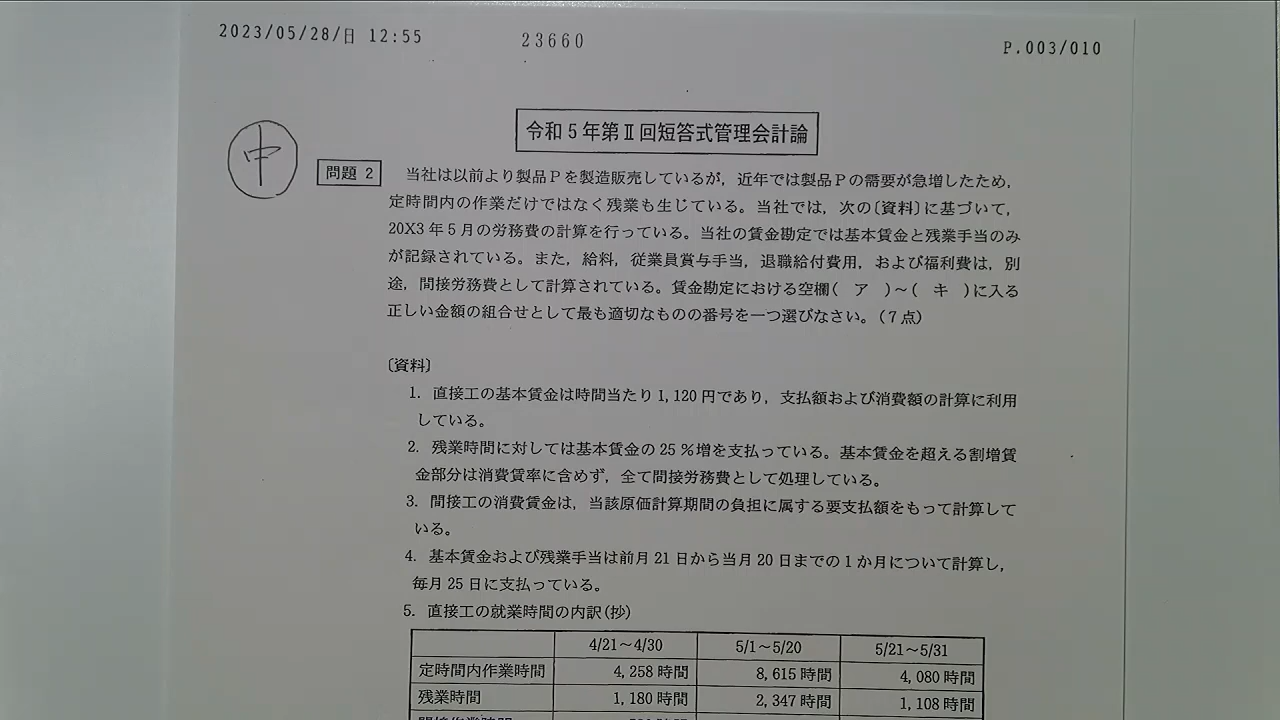 2023/05/28/日 12:55 23660 P.003/010
令和5年第Ⅱ回短答式管理会計論
中
問題 2 当社は以前より製品Pを製造販売しているが，近年では製品Pの需要が急増したため，
定時間内の作業だけではなく残業も生じている。当社では，次の〔資料〕に基づいて，
20X3年5月の労務費の計算を行っている。当社の賃金勘定では基本賃金と残業手当のみ
が記録されている。また，給料，従業員賞与手当，退職給付費用，および福利費は，別
途，間接労務費として計算されている。賃金勘定における空欄( ア )～( キ )に入る
正しい金額の組合せとして最も適切なものの番号を一つ選びなさい。(7点)
〔資料〕
1. 直接工の基本賃金は時間当たり1,120円であり，支払額および消費額の計算に利用
している。
2. 残業時間に対しては基本賃金の25％増を支払っている。基本賃金を超える割増賃
金部分は消費賃率に含めず，全て間接労務費として処理している。
3. 間接工の消費賃金は，当該原価計算期間の負担に属する要支払額をもって計算して
いる。
4. 基本賃金および残業手当は前月21日から当月20日までの1か月について計算し，
毎月25日に支払っている。
5. 直接工の就業時間の内訳(抄)
4/21～4/30 5/1～5/20 5/21～5/31
定時間内作業時間 4,258時間 8,615時間 4,080時間
残業時間 1,180時間 2,347時間 1,108時間